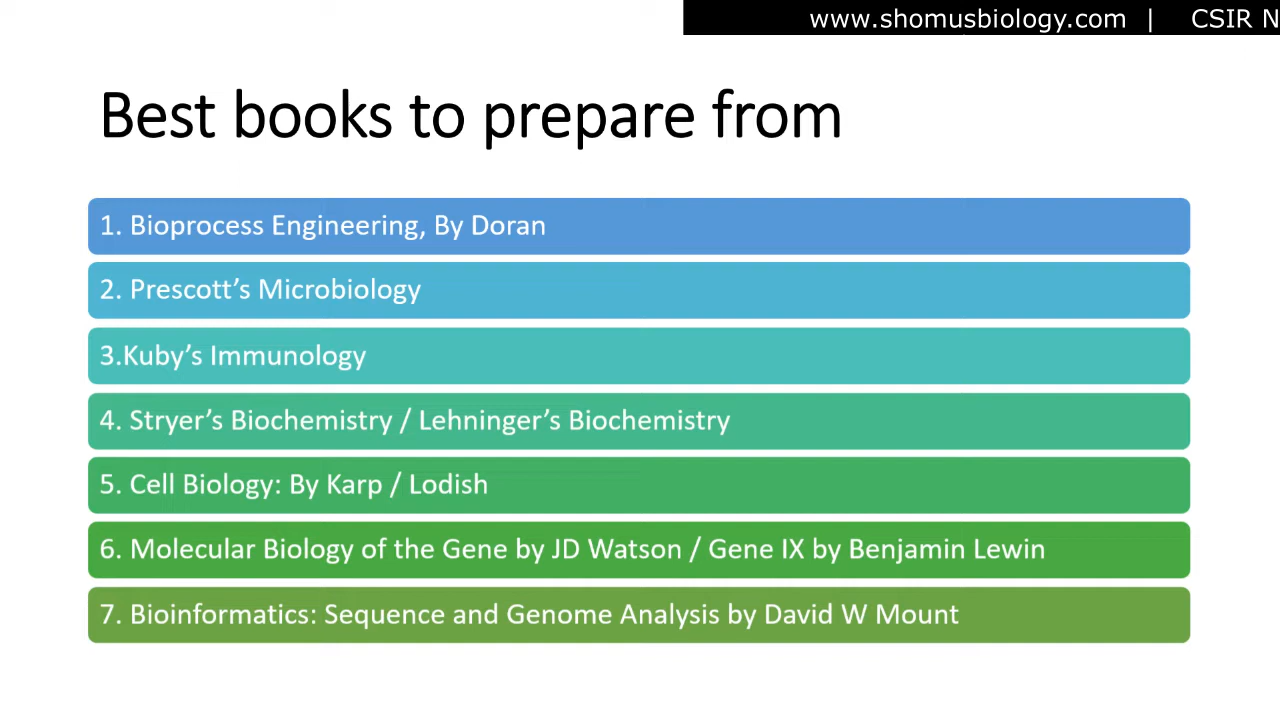 www.shomusbiology.com | CSIR N
Best books to prepare from
1. Bioprocess Engineering, By Doran
2. Prescott’s Microbiology
3.Kuby’s Immunology
4. Stryer’s Biochemistry / Lehninger’s Biochemistry
5. Cell Biology: By Karp / Lodish
6. Molecular Biology of the Gene by JD Watson / Gene IX by Benjamin Lewin
7. Bioinformatics: Sequence and Genome Analysis by David W Mount